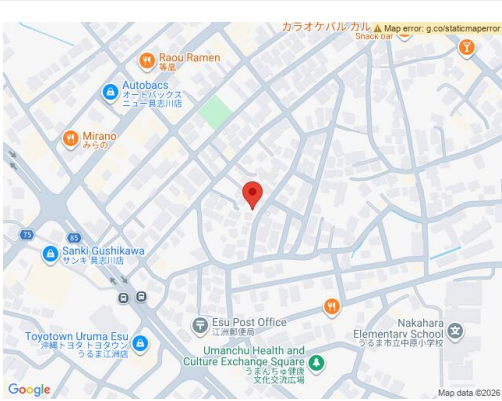 カラオケバル カル
Map error: g.co/staticmaperror
Snack bar
Raou Ramen
等凰
Autobacs
オートバックス
ニュー具志川店
Mirano
みらの
75
85
Sanki Gushikawa
サンキ 具志川店
Esu Post Office
江洲郵便局
Toyotown Uruma Esu
沖縄トヨタ トヨタウン
うるま江洲店
Umanchu Health and
Culture Exchange Square
うまんちゅ健康
文化交流広場
Nakahara
Elementary School
うるま市立中原小学校
Google
Map data ©2026